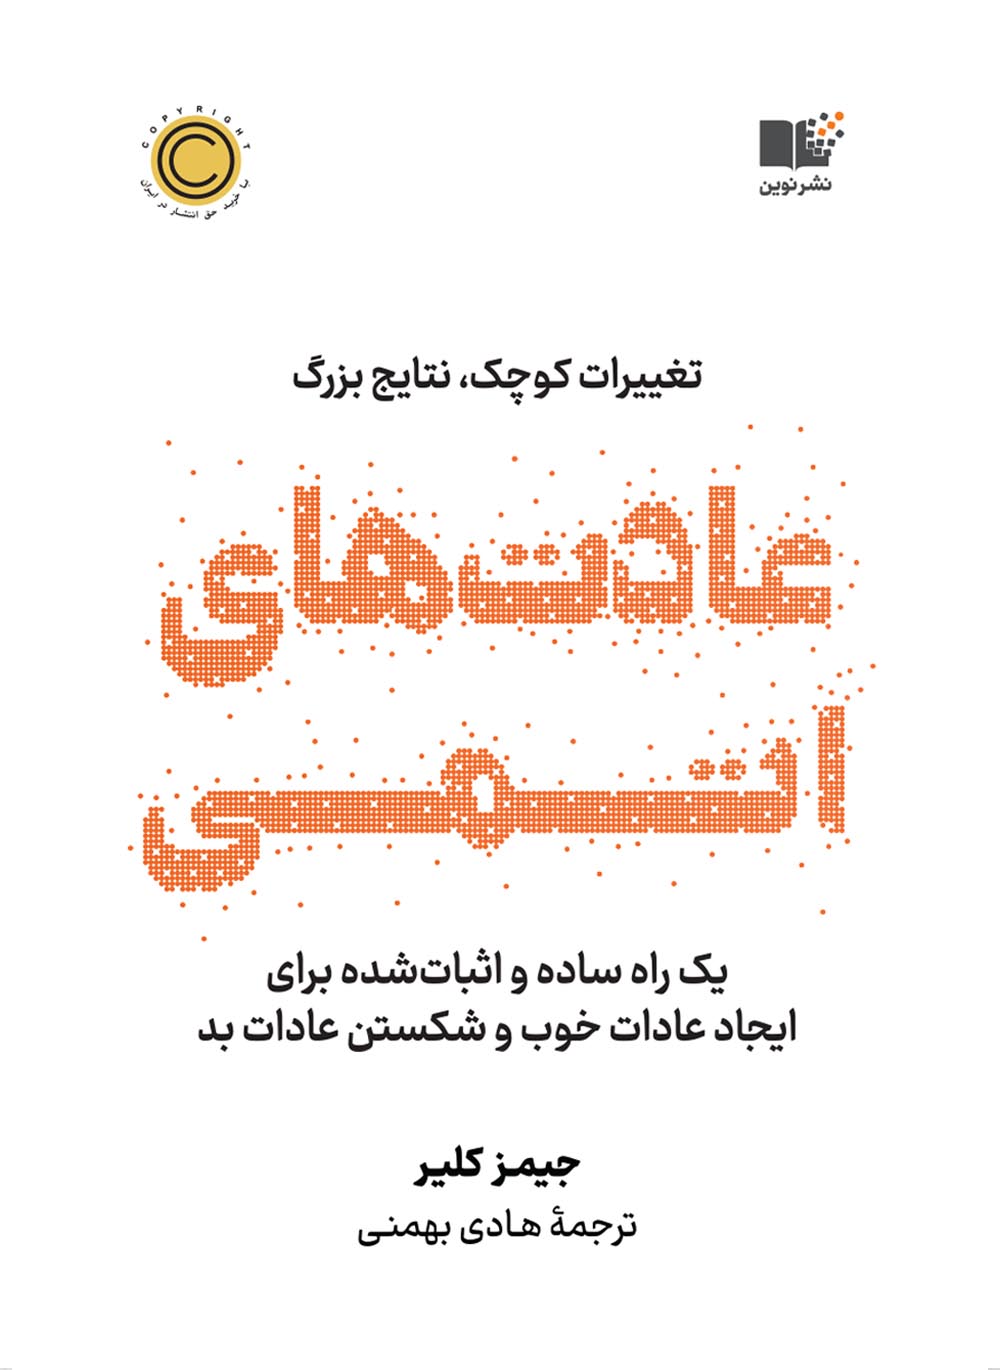 COPYRIGHT
با خرید حق انتشار در ایران
نشرنوین
تغییرات کوچک، نتایج بزرگ
عادت‌های
اتمی
یک راه ساده و اثبات‌شده برای
ایجاد عادات خوب و شکستن عادات بد
جیمز کلیر
ترجمهٔ هادی بهمنی